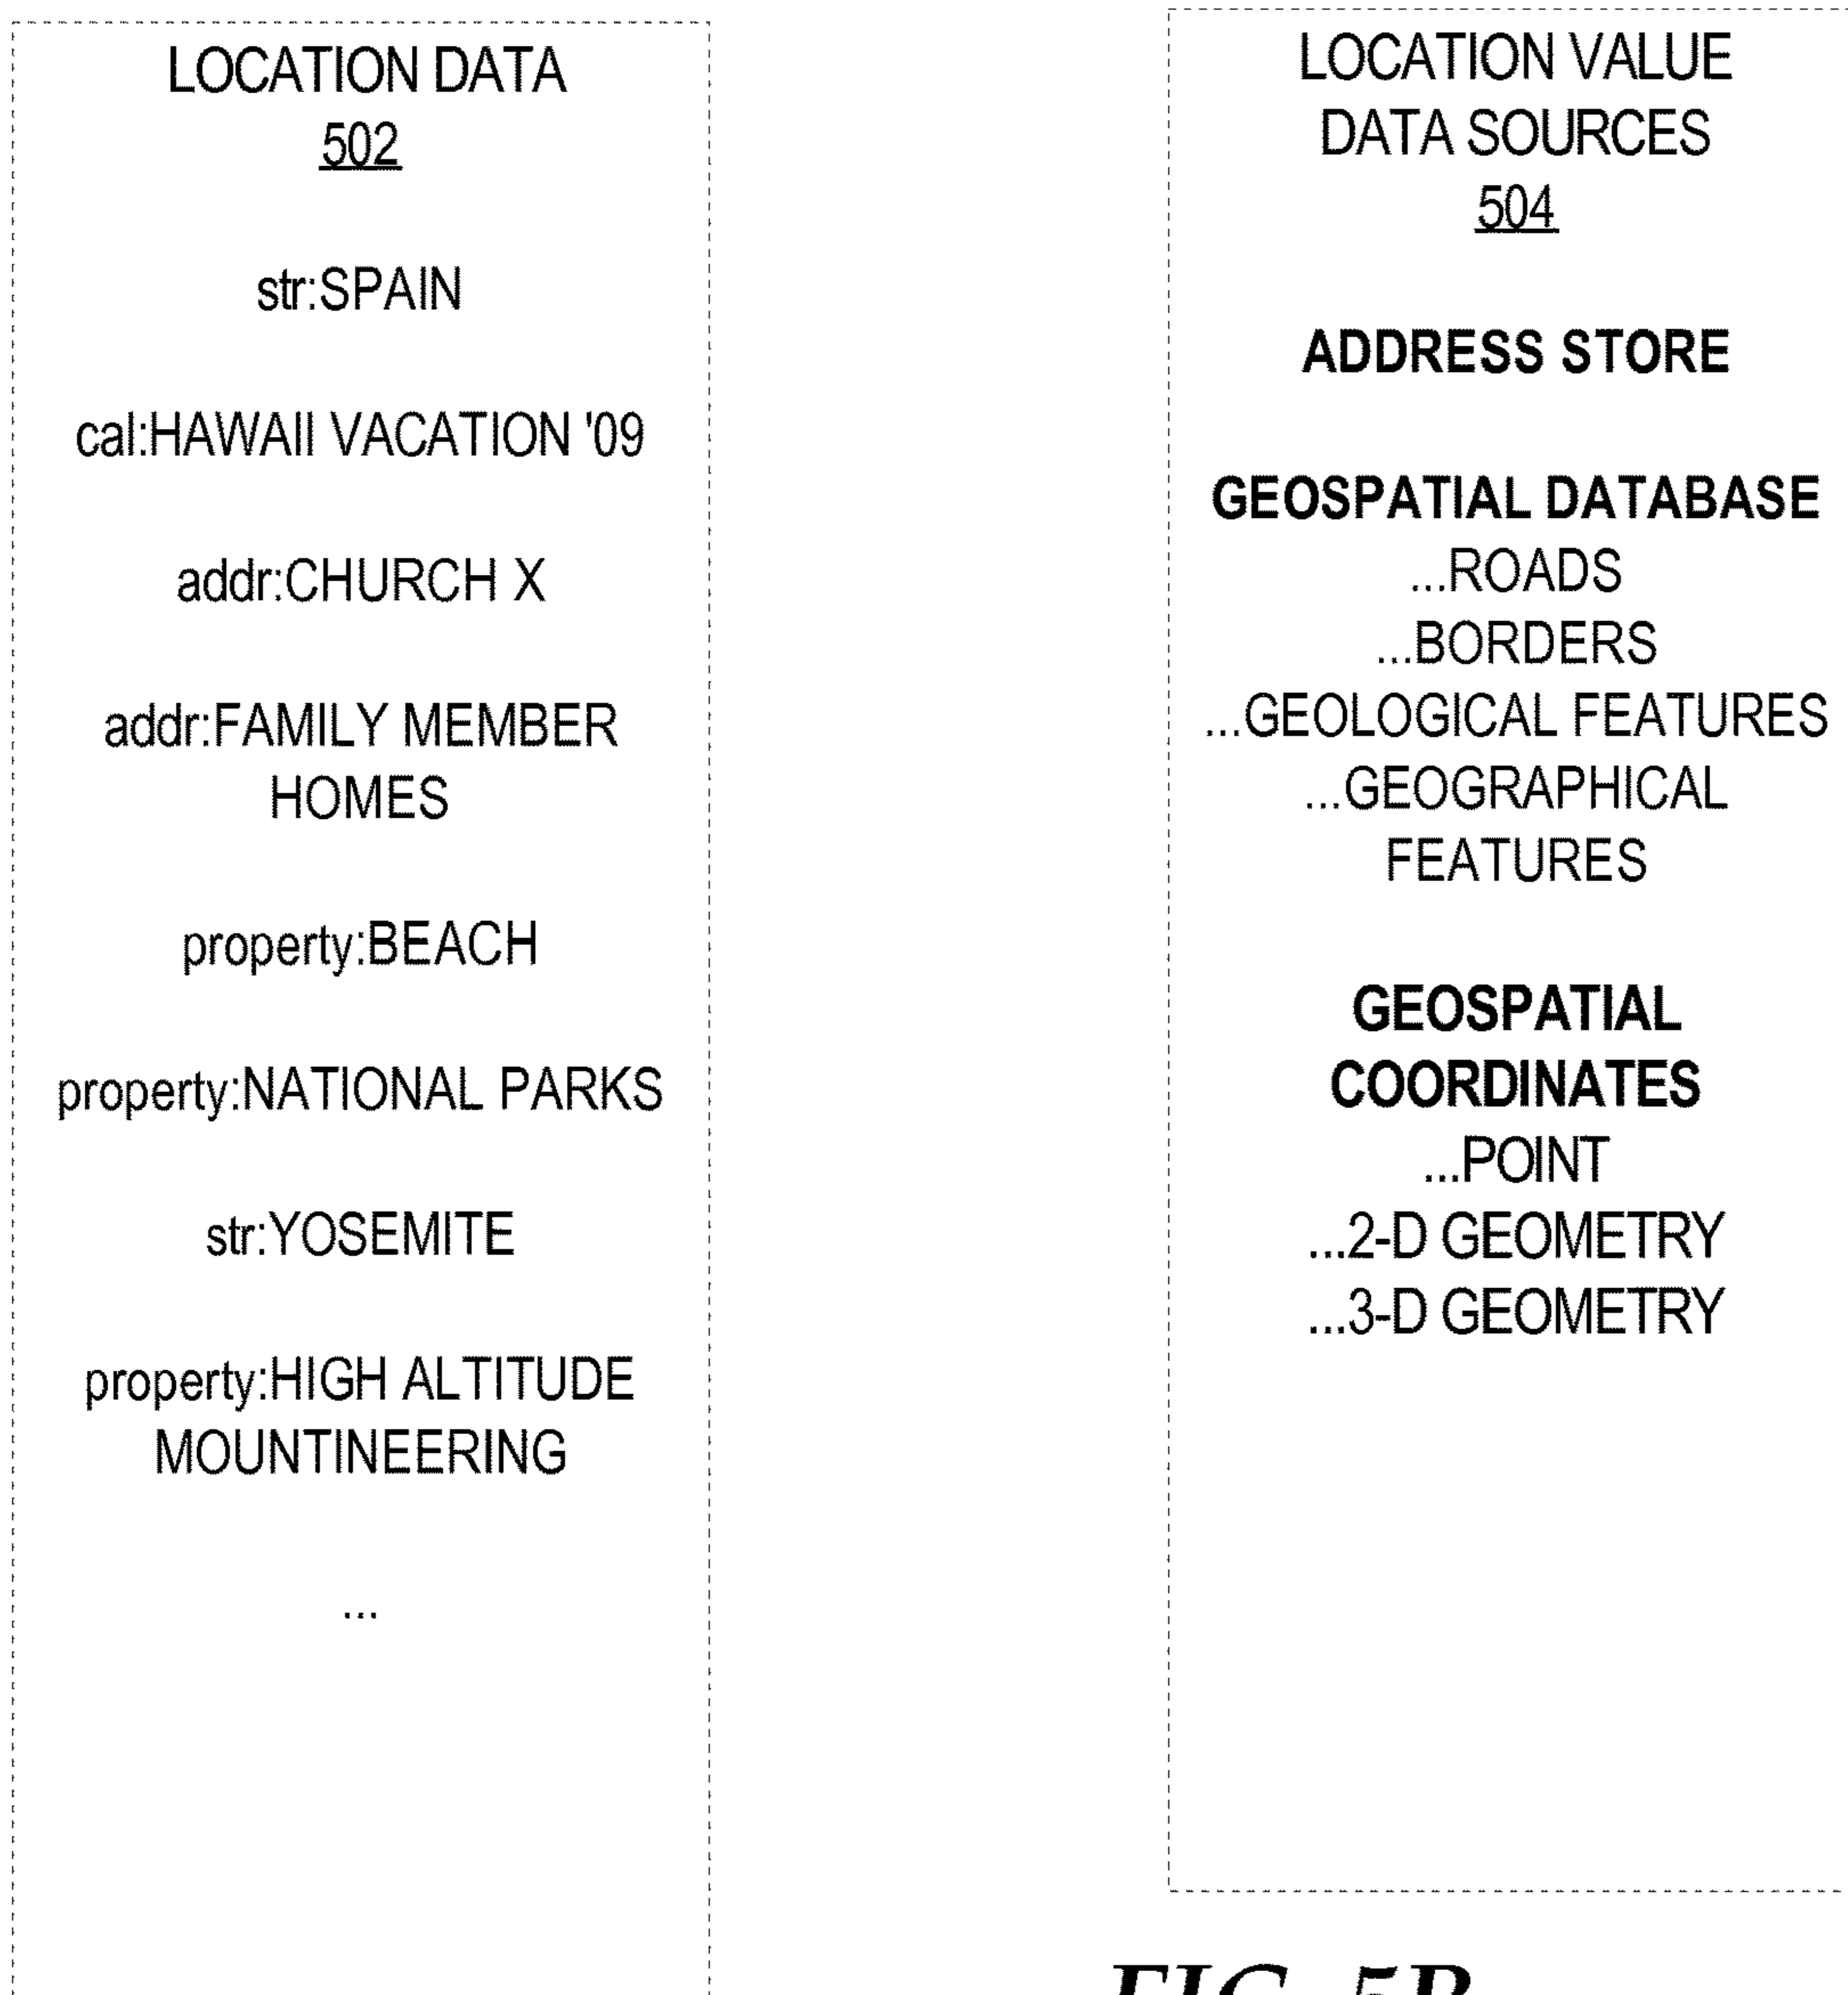 LOCATION DATA
502
str:SPAIN
cal:HAWAII VACATION '09
addr:CHURCH X
addr:FAMILY MEMBER
HOMES
property:BEACH
property:NATIONAL PARKS
str:YOSEMITE
property:HIGH ALTITUDE
MOUNTINEERING
...
LOCATION VALUE
DATA SOURCES
504
ADDRESS STORE
GEOSPATIAL DATABASE
...ROADS
...BORDERS
...GEOLOGICAL FEATURES
...GEOGRAPHICAL
FEATURES
GEOSPATIAL
COORDINATES
...POINT
...2-D GEOMETRY
...3-D GEOMETRY
FIG. 5B